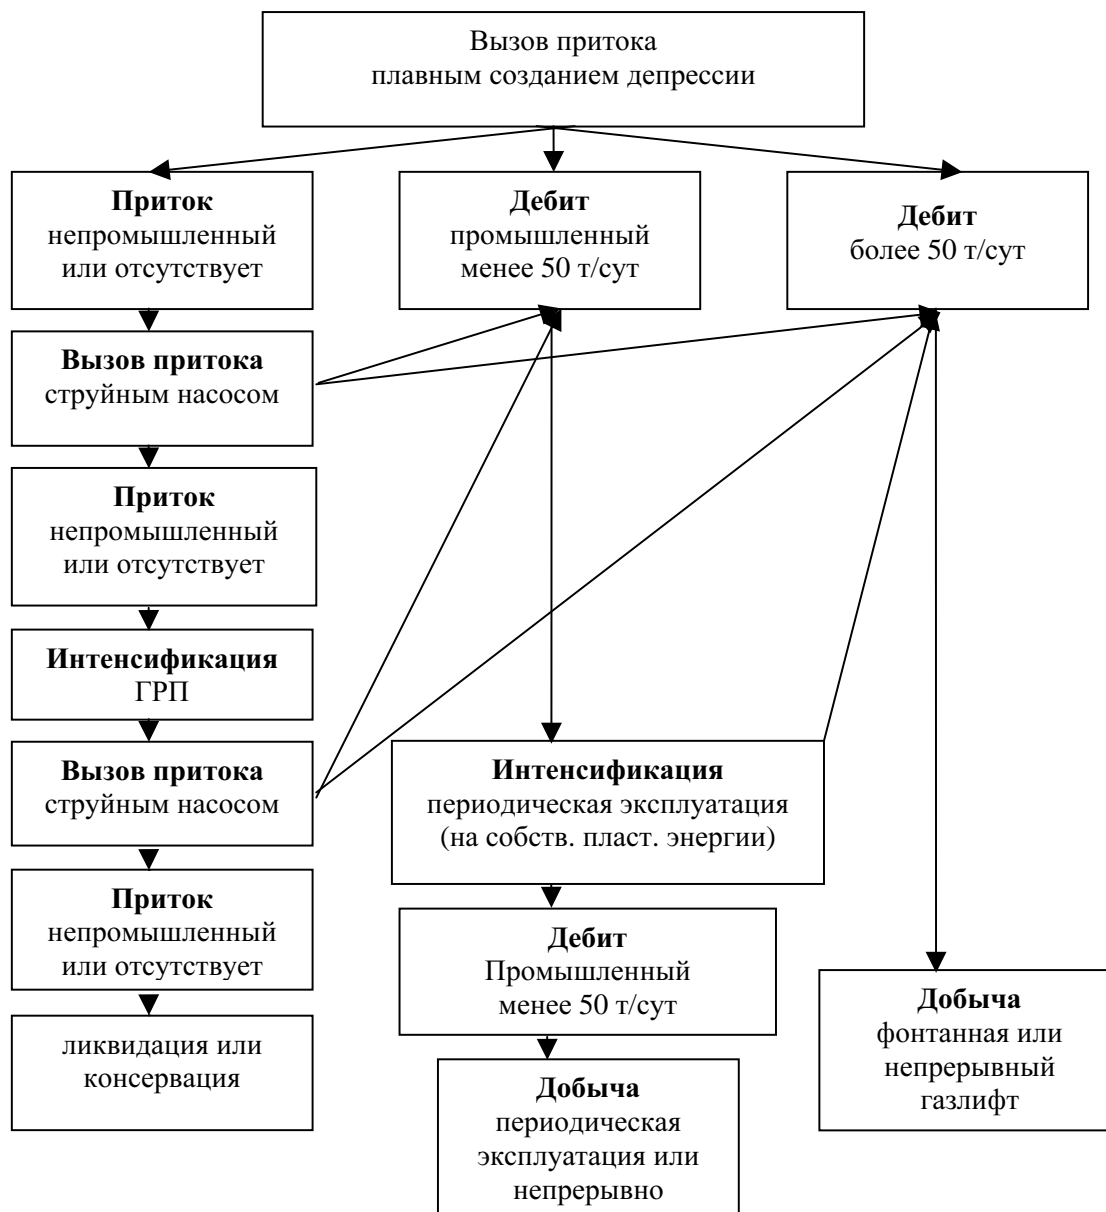 Вызов притока
плавным созданием депрессии
Приток
непромышленный
или отсутствует
Дебит
промышленный
менее 50 т/сут
Дебит
более 50 т/сут
Вызов притока
струйным насосом
Приток
непромышленный
или отсутствует
Интенсификация
ГРП
Вызов притока
струйным насосом
Приток
непромышленный
или отсутствует
ликвидация или
консервация
Интенсификация
периодическая эксплуатация
(на собств. пласт. энергии)
Дебит
Промышленный
менее 50 т/сут
Добыча
периодическая
эксплуатация или
непрерывно
Добыча
фонтанная или
непрерывный
газлифт